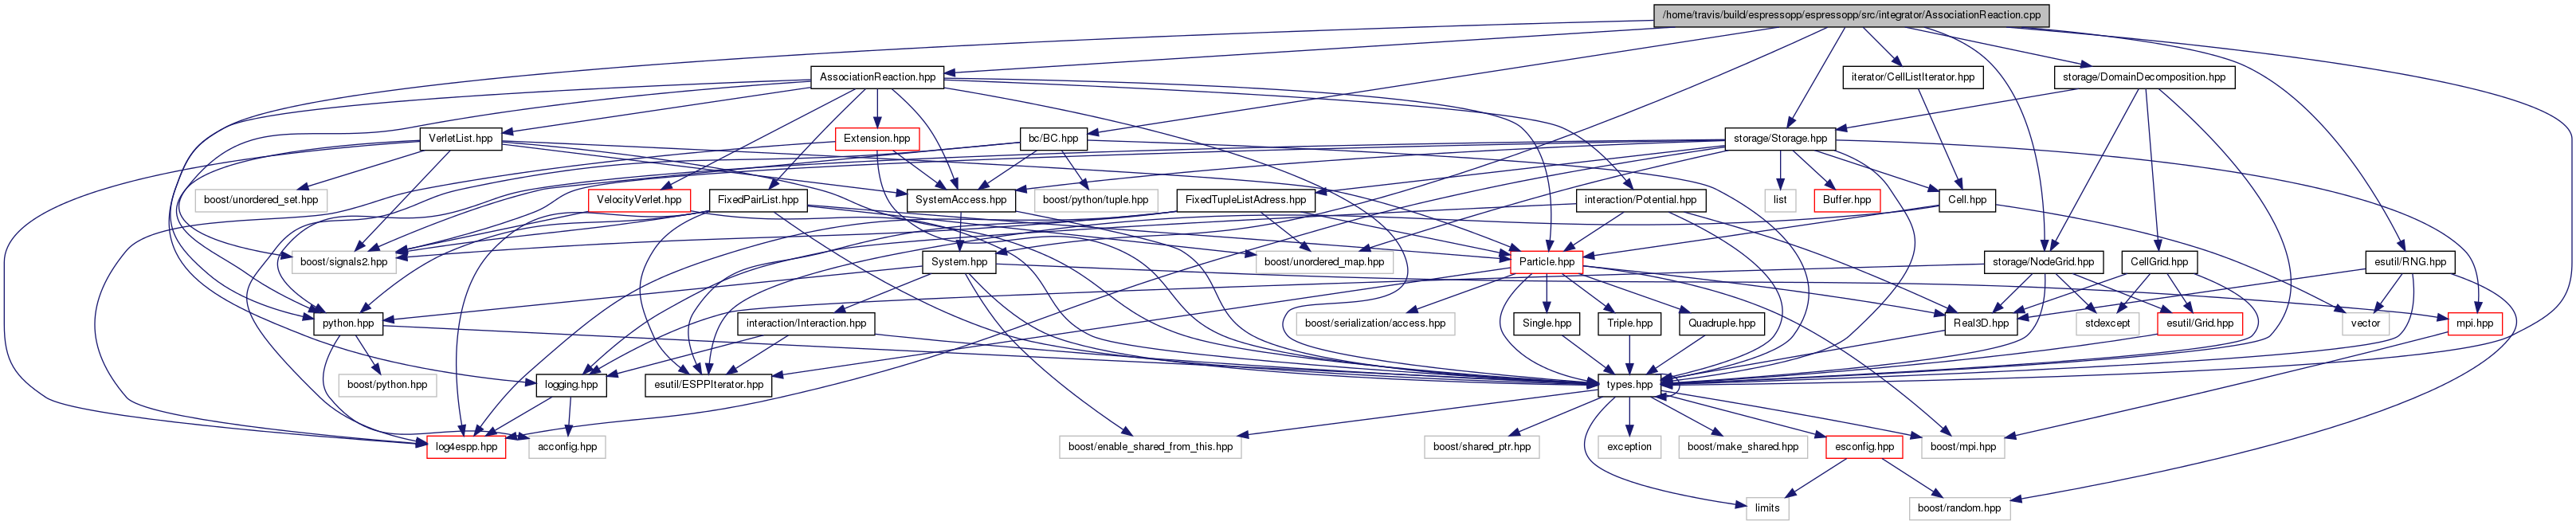 /home/travis/build/espressopp/espressopp/src/integrator/AssociationReaction.cpp
AssociationReaction.hpp
iterator/CellListIterator.hpp
storage/DomainDecomposition.hpp
VerletList.hpp
Extension.hpp
bc/BC.hpp
storage/Storage.hpp
boost/unordered_set.hpp
VelocityVerlet.hpp
FixedPairList.hpp
SystemAccess.hpp
boost/python/tuple.hpp
FixedTupleListAdress.hpp
interaction/Potential.hpp
list
Buffer.hpp
Cell.hpp
boost/signals2.hpp
System.hpp
boost/unordered_map.hpp
Particle.hpp
storage/NodeGrid.hpp
CellGrid.hpp
esutil/RNG.hpp
python.hpp
interaction/Interaction.hpp
boost/serialization/access.hpp
Single.hpp
Triple.hpp
Quadruple.hpp
Real3D.hpp
stdexcept
esutil/Grid.hpp
vector
mpi.hpp
boost/python.hpp
logging.hpp
esutil/ESPPIterator.hpp
types.hpp
log4espp.hpp
acconfig.hpp
boost/enable_shared_from_this.hpp
boost/shared_ptr.hpp
exception
boost/make_shared.hpp
esconfig.hpp
boost/mpi.hpp
limits
boost/random.hpp